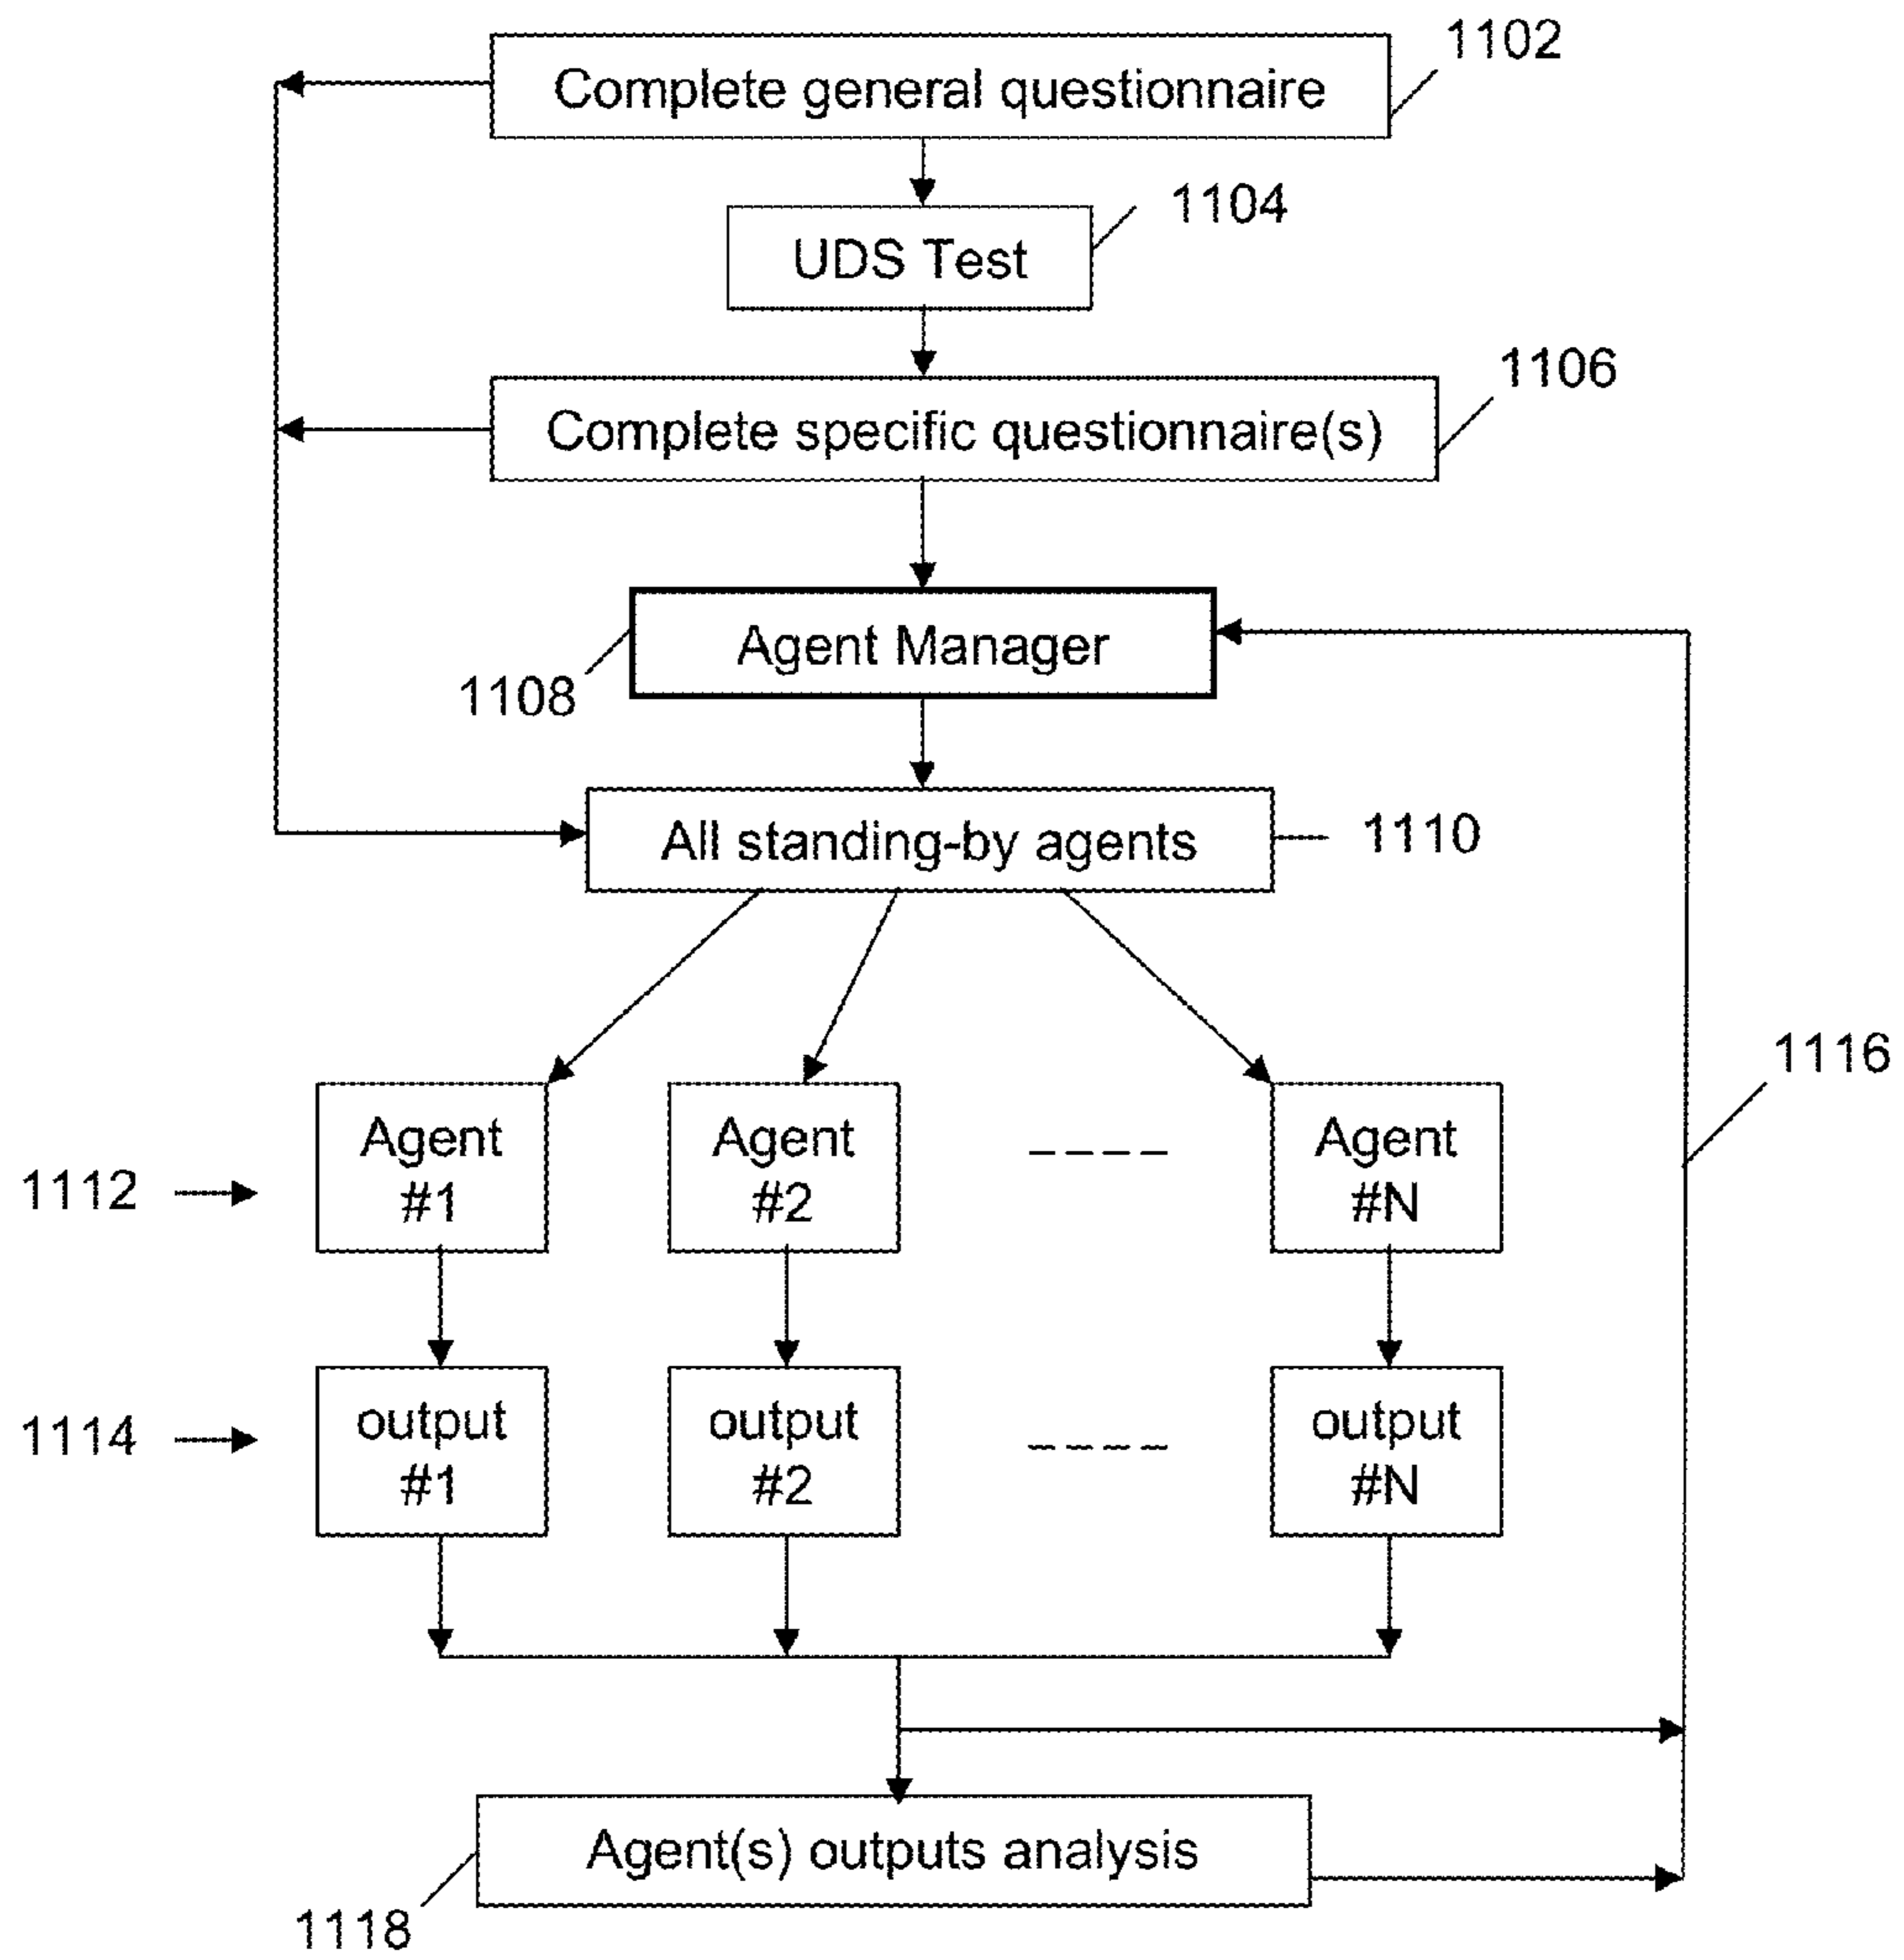 1102
Complete general questionnaire
1104
UDS Test
1106
Complete specific questionnaire(s)
Agent Manager
1108
All standing-by agents
1110
1116
Agent
#1
Agent
#2
Agent
#N
1112
output
#1
output
#2
output
#N
1114
Agent(s) outputs analysis
1118